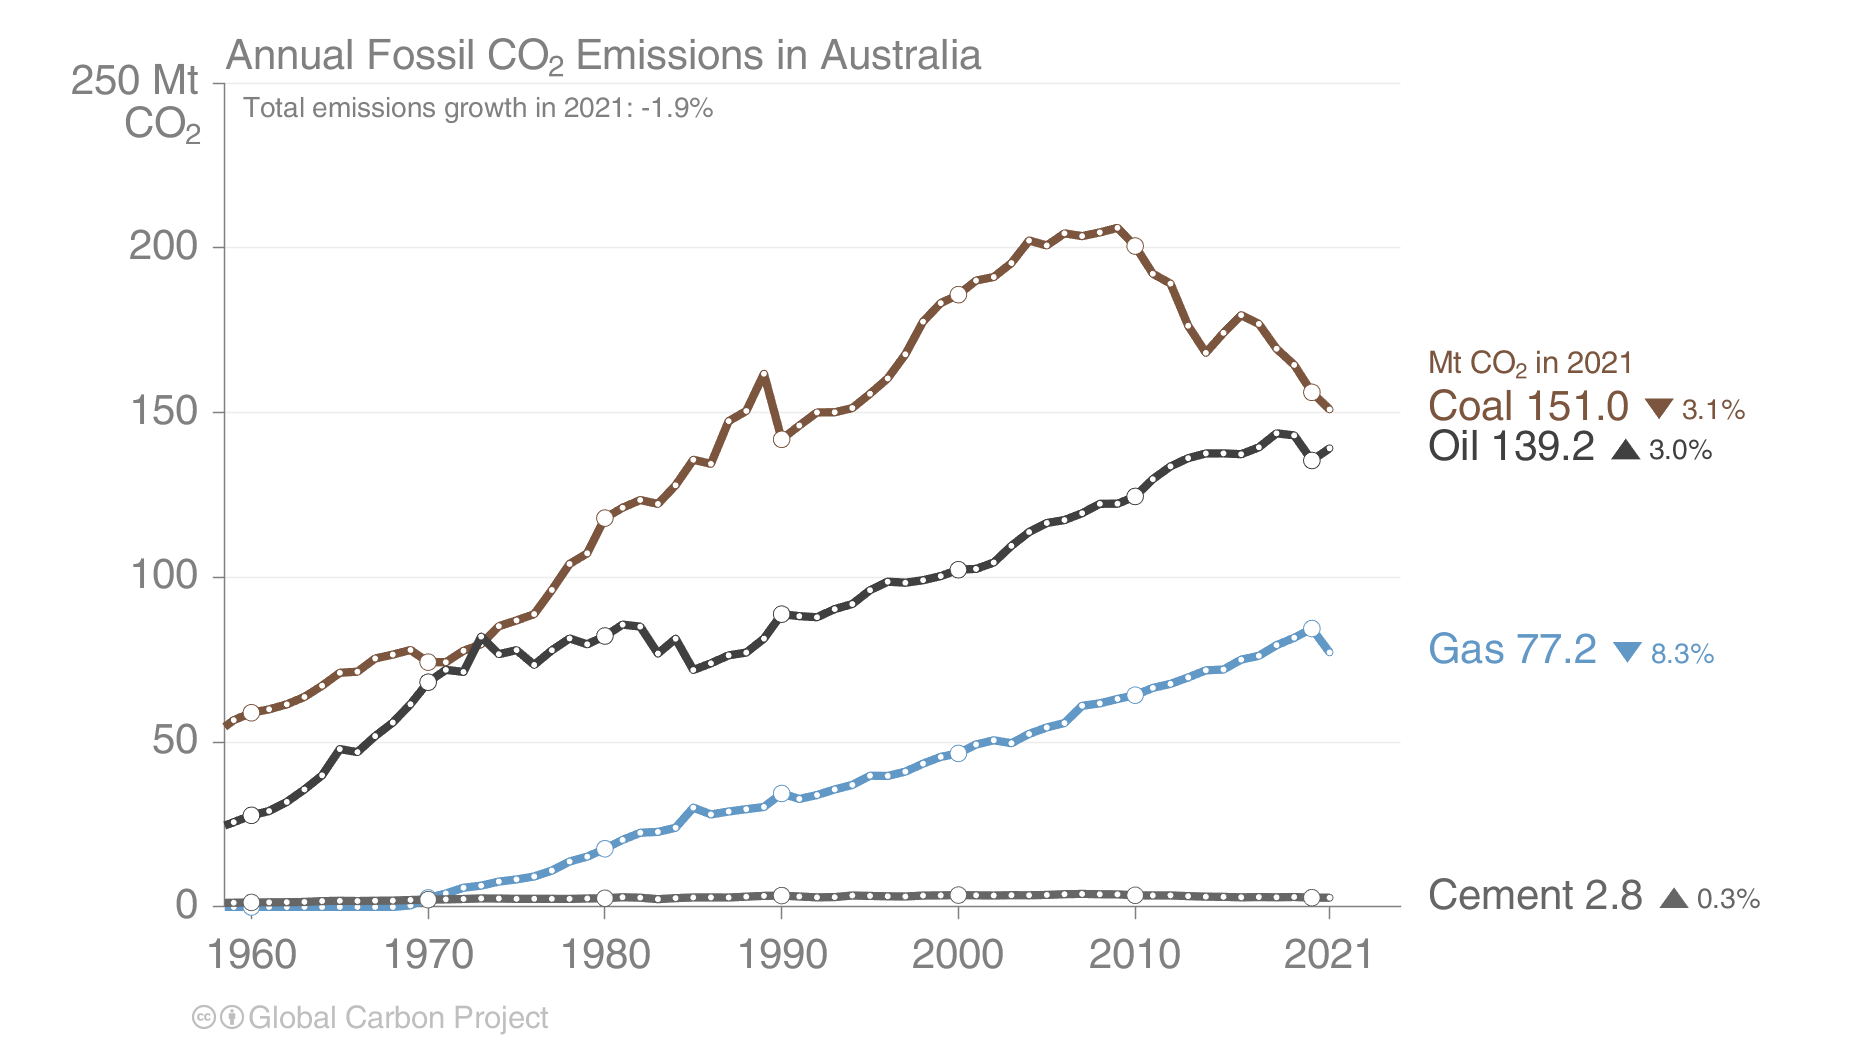 Annual Fossil CO₂ Emissions in Australia
250 Mt
CO₂
Total emissions growth in 2021: -1.9%
200
150
100
50
0
Mt CO₂ in 2021
Coal 151.0 ▼ 3.1%
Oil 139.2 ▲ 3.0%
Gas 77.2 ▼ 8.3%
Cement 2.8 ▲ 0.3%
1960 1970 1980 1990 2000 2010 2021
cc Global Carbon Project